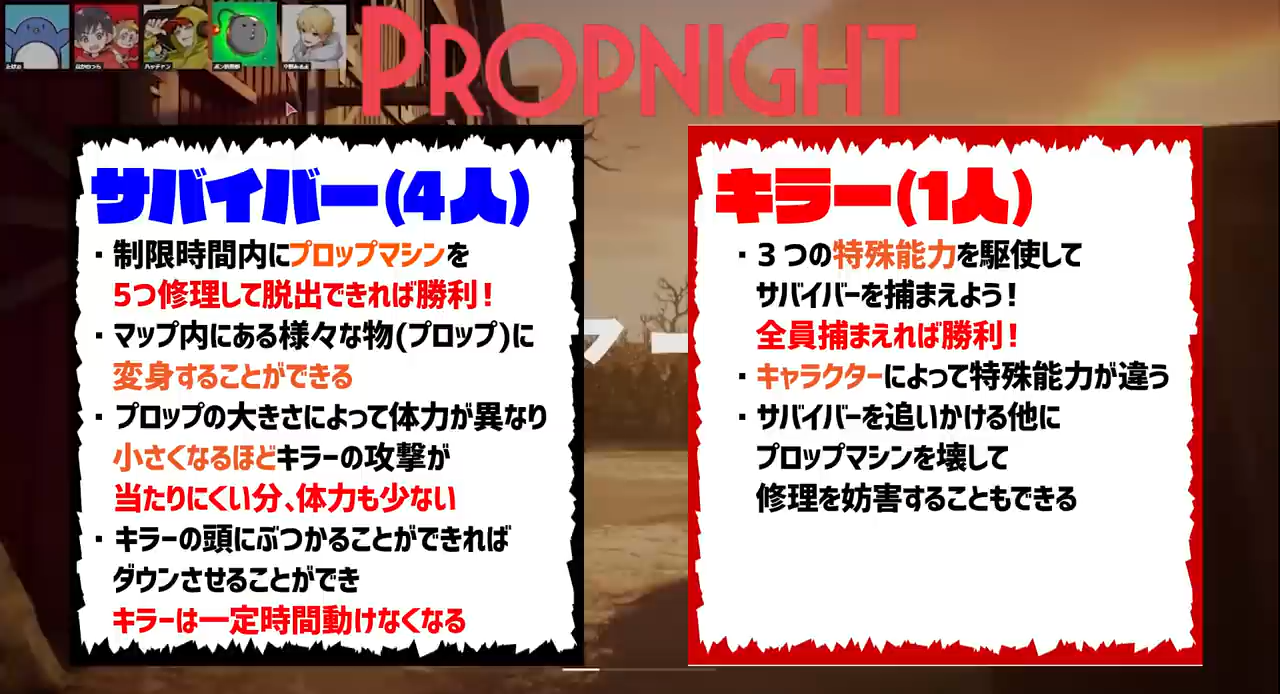 PROPNIGHT
サバイバー(4人)
・制限時間内にプロップマシンを
5つ修理して脱出できれば勝利!
・マップ内にある様々な物(プロップ)に
変身することができる
・プロップの大きさによって体力が異なり
小さくなるほどキラーの攻撃が
当たりにくい分、体力も少ない
・キラーの頭にぶつかることができれば
ダウンさせることができ
キラーは一定時間動けなくなる
キラー(1人)
・3つの特殊能力を駆使して
サバイバーを捕まえよう!
全員捕まえれば勝利!
・キャラクターによって特殊能力が違う
・サバイバーを追いかける他に
プロップマシンを壊して
修理を妨害することもできる